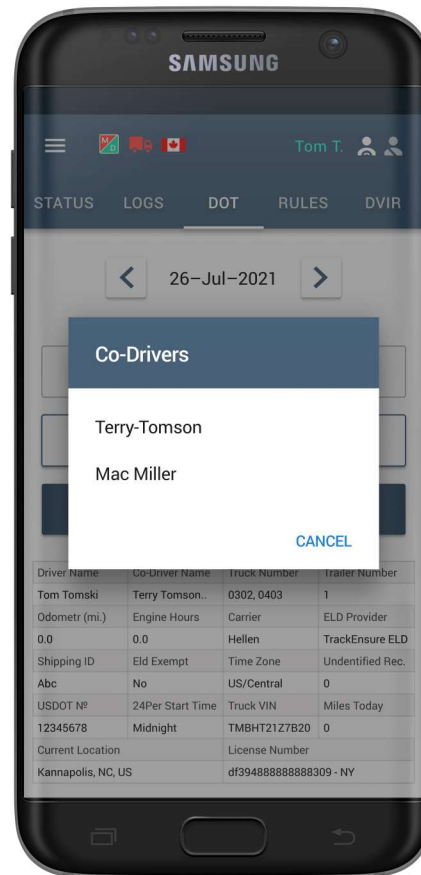 SAMSUNG
M/D
Tom T.
STATUS LOGS DOT RULES DVIR
26-Jul-2021
Co-Drivers
Terry-Tomson
Mac Miller
CANCEL
Driver Name Co-Driver Name Truck Number Trailer Number
Tom Tomski Terry Tomson.. 0302, 0403 1
Odometr (mi.) Engine Hours Carrier ELD Provider
0.0 0.0 Hellen TrackEnsure ELD
Shipping ID Eld Exempt Time Zone Undentified Rec.
Abc No US/Central 0
USDOT Nº 24Per Start Time Truck VIN Miles Today
12345678 Midnight TMBHT21Z7B20 0
Current Location License Number
Kannapolis, NC, US df394888888888309 - NY